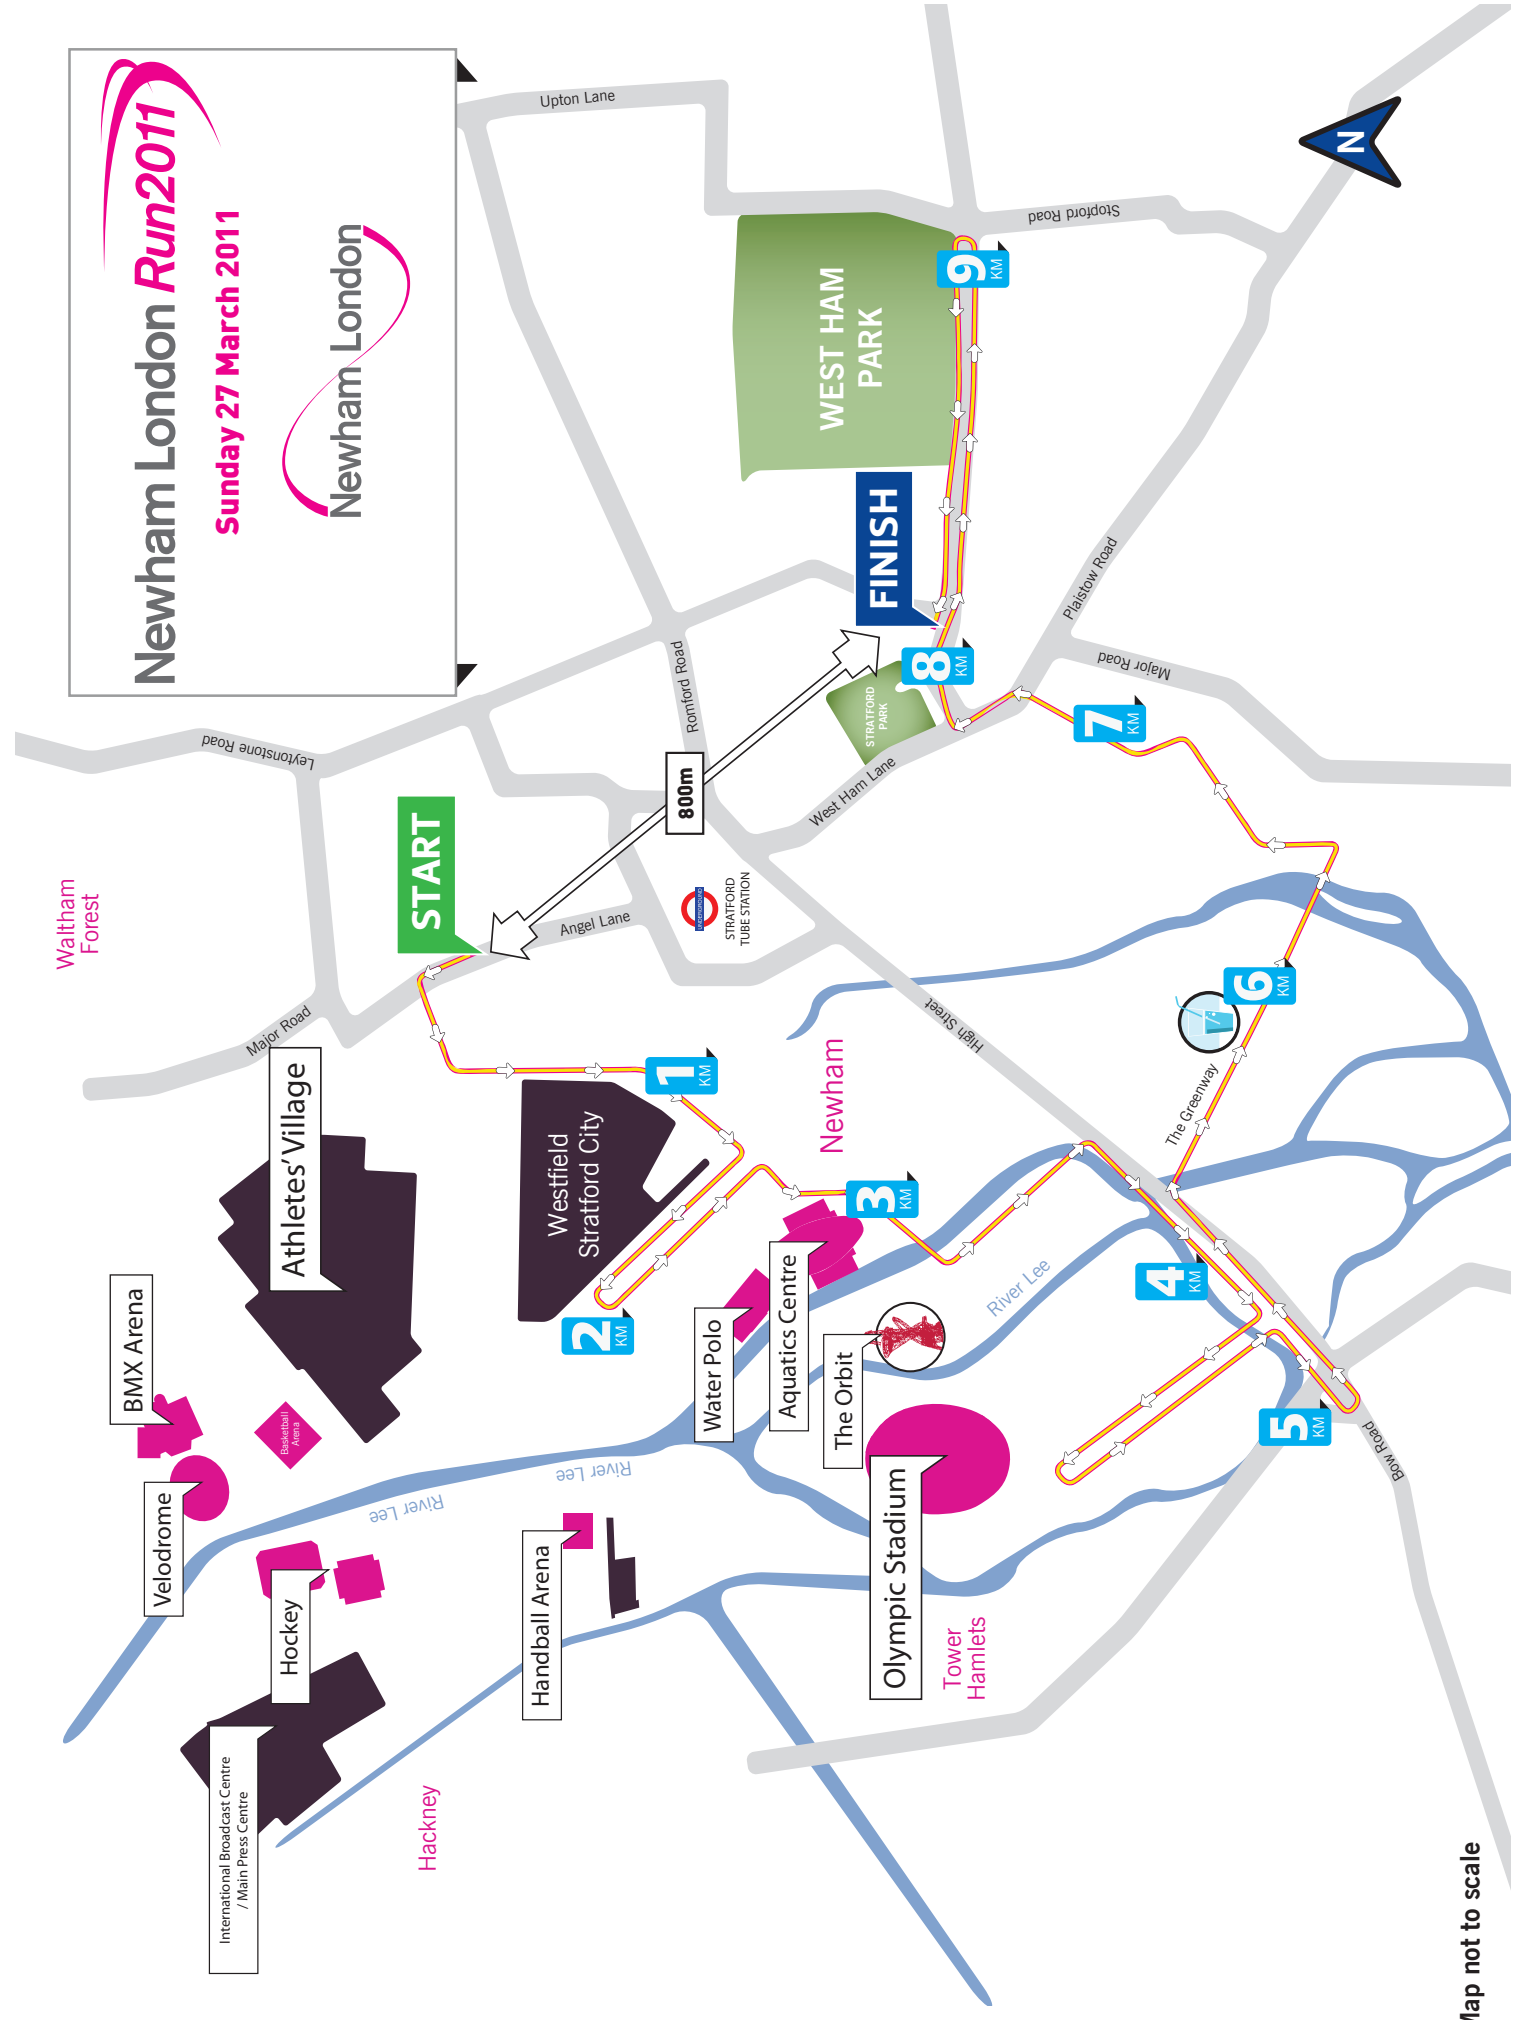 Newham London Run2011
Sunday 27 March 2011
Newham London
Waltham
Forest
Leytonstone Road
Major Road
Upton Lane
START
Angel Lane
800m
Romford Road
STRATFORD
TUBE STATION
UNDERGROUND
West Ham Lane
STRATFORD
PARK
FINISH
WEST HAM
PARK
Stopford Road
N
Plaistow Road
Major Road
High Street
Newham
The Greenway
Bow Road
Athletes' Village
Westfield
Stratford City
BMX Arena
Basketball
Arena
Velodrome
Hockey
International Broadcast Centre
/ Main Press Centre
Handball Arena
Water Polo
Aquatics Centre
The Orbit
Olympic Stadium
River Lee
River Lee
River Lee
Hackney
Tower
Hamlets
1
KM
2
KM
3
KM
4
KM
5
KM
6
KM
7
KM
8
KM
9
KM
Map not to scale